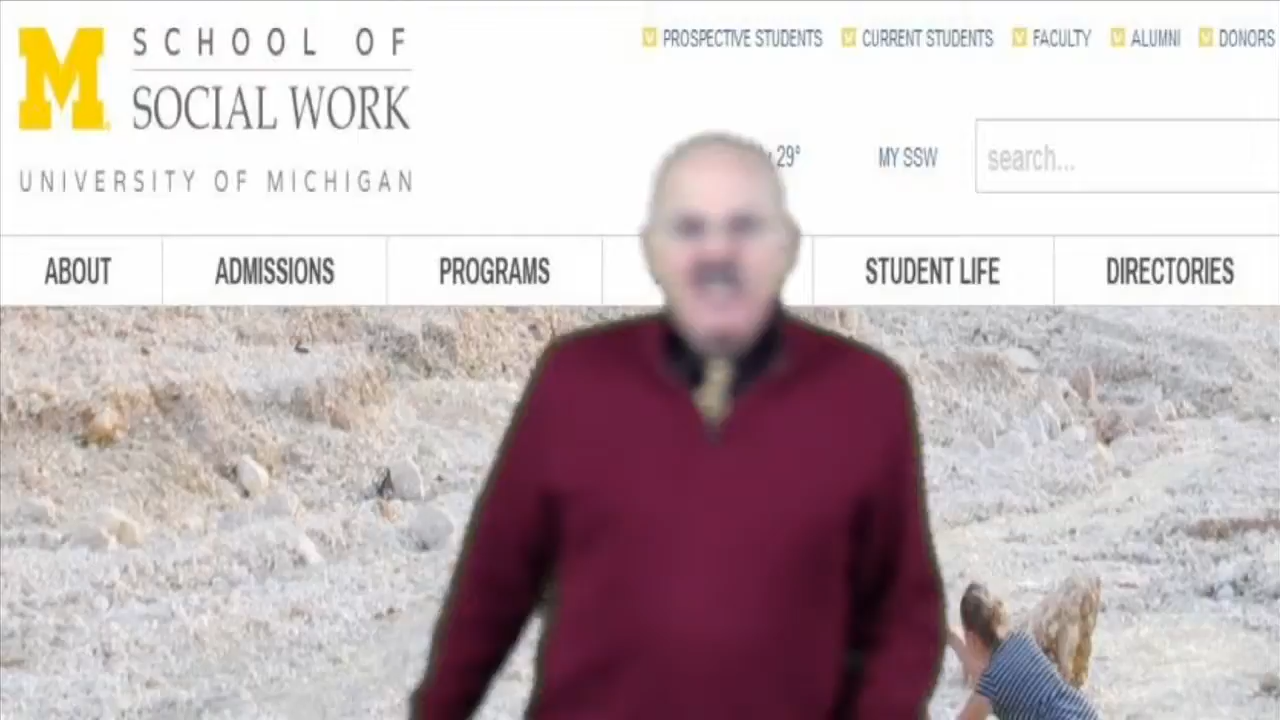 M
SCHOOL OF
SOCIAL WORK
UNIVERSITY OF MICHIGAN
PROSPECTIVE STUDENTS CURRENT STUDENTS FACULTY ALUMNI DONORS
29° MY SSW search...
ABOUT ADMISSIONS PROGRAMS STUDENT LIFE DIRECTORIES